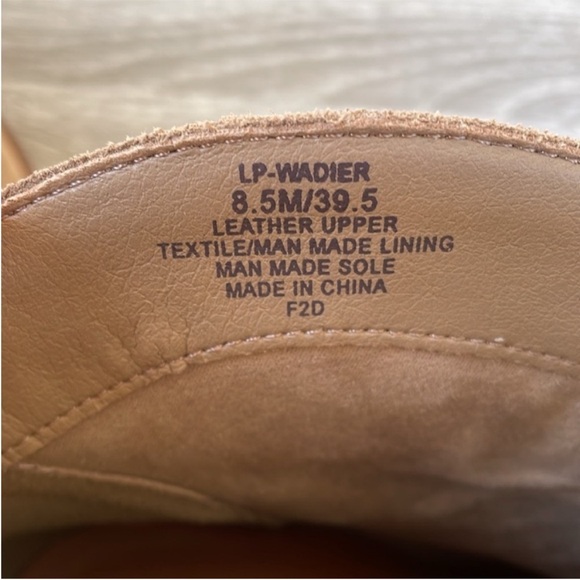 LP-WADIER
8.5M/39.5
LEATHER UPPER
TEXTILE/MAN MADE LINING
MAN MADE SOLE
MADE IN CHINA
F2D